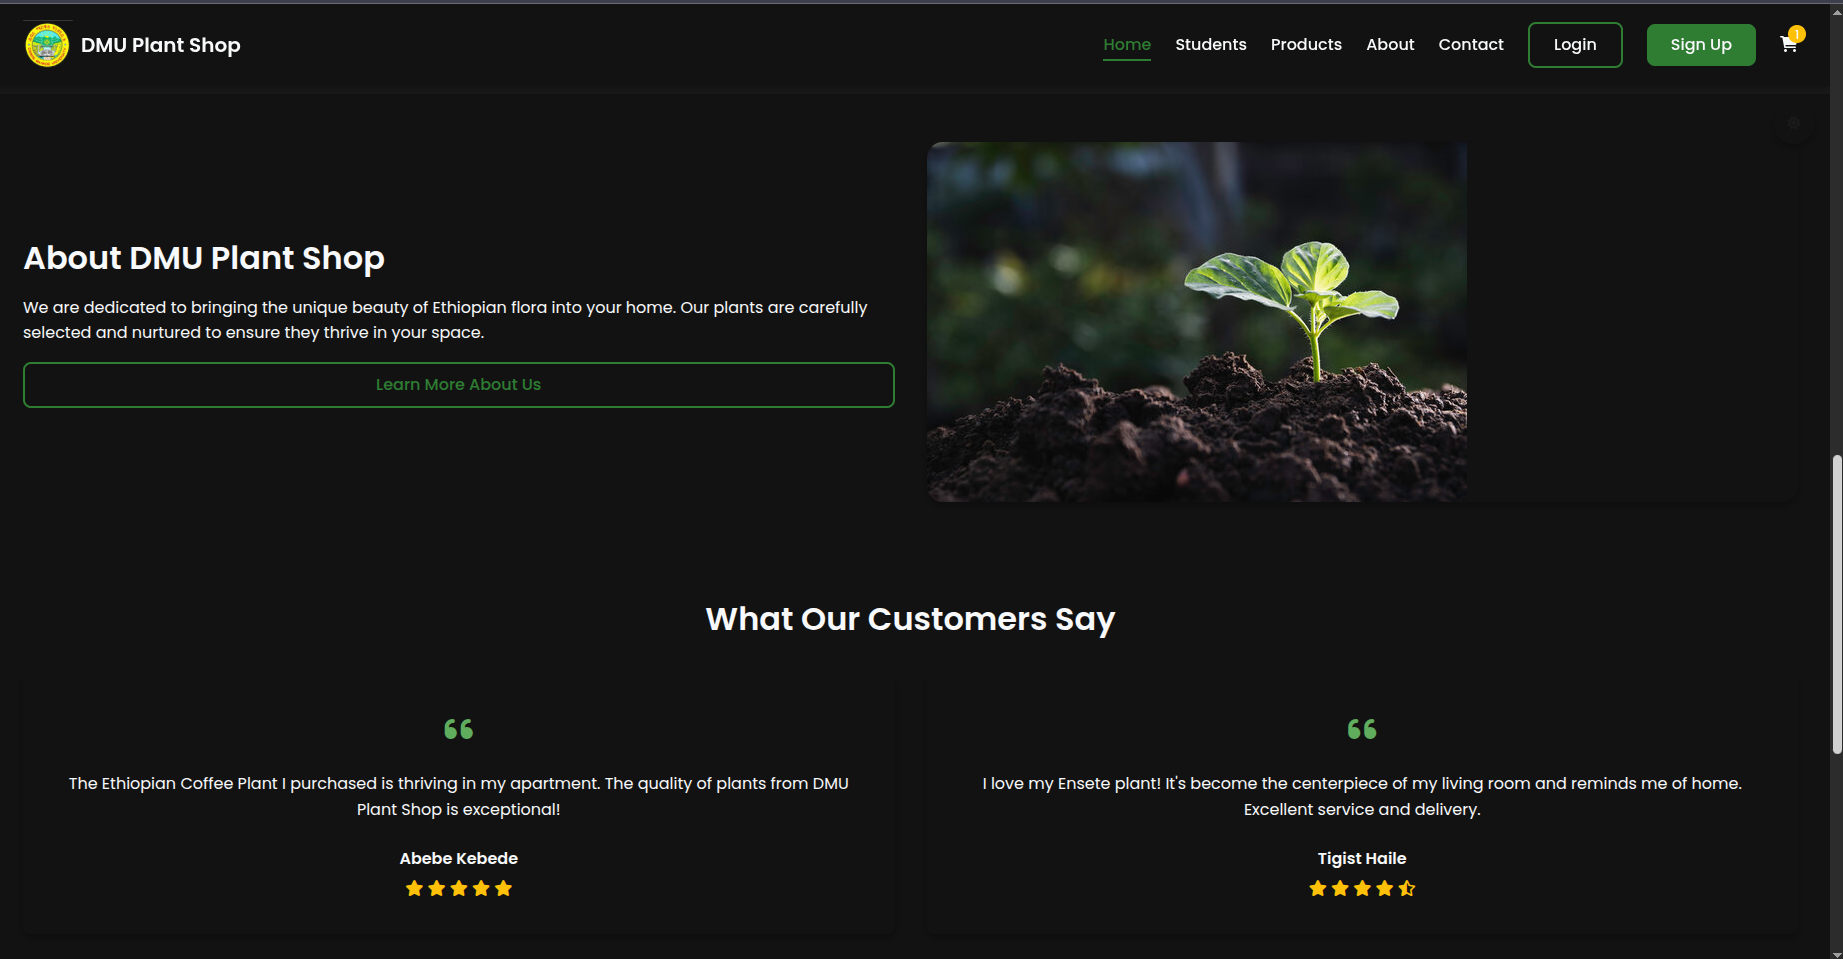 DMU Plant Shop
Home
Students
Products
About
Contact
Login
Sign Up
1
About DMU Plant Shop
We are dedicated to bringing the unique beauty of Ethiopian flora into your home. Our plants are carefully
selected and nurtured to ensure they thrive in your space.
Learn More About Us
What Our Customers Say
The Ethiopian Coffee Plant I purchased is thriving in my apartment. The quality of plants from DMU
Plant Shop is exceptional!
Abebe Kebede
I love my Ensete plant! It's become the centerpiece of my living room and reminds me of home.
Excellent service and delivery.
Tigist Haile